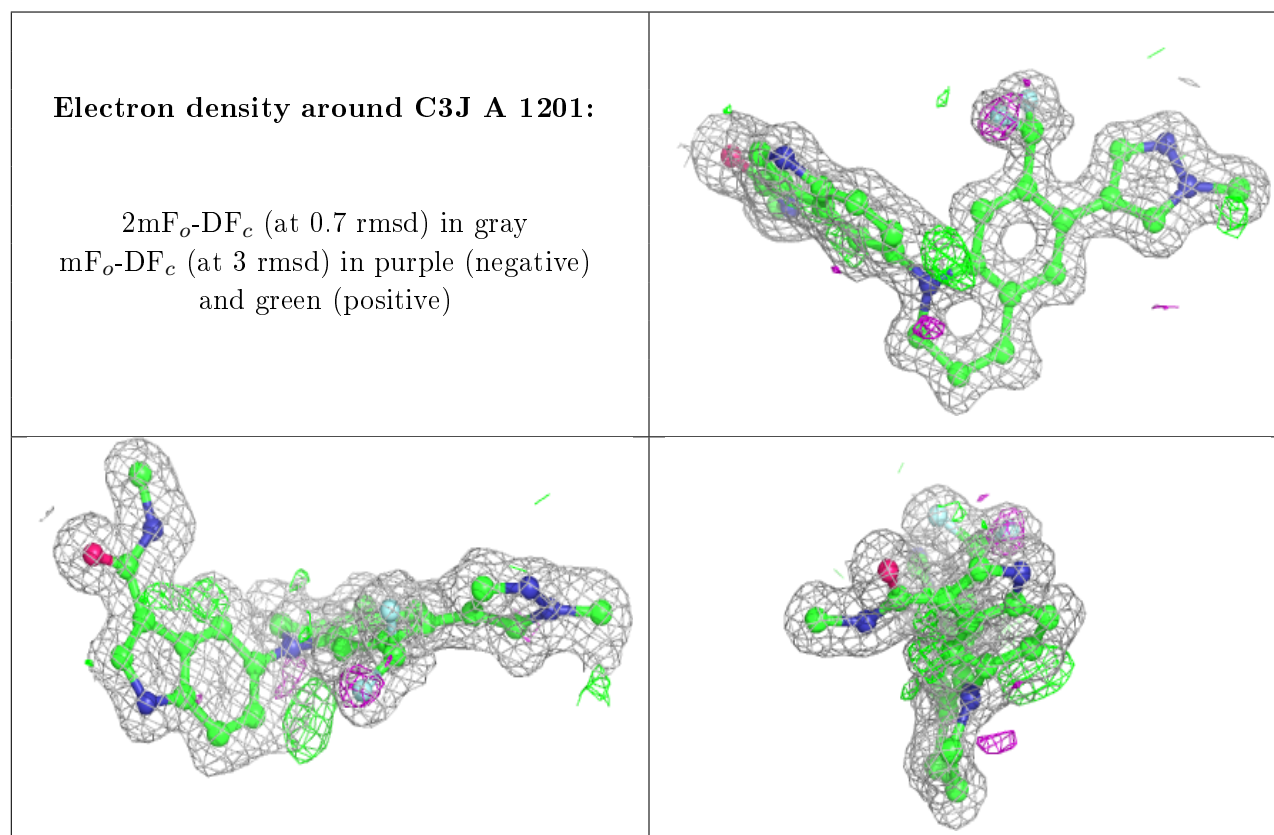 Electron density around C3J A 1201:
2mFo-DFc (at 0.7 rmsd) in gray
mFo-DFc (at 3 rmsd) in purple (negative)
and green (positive)